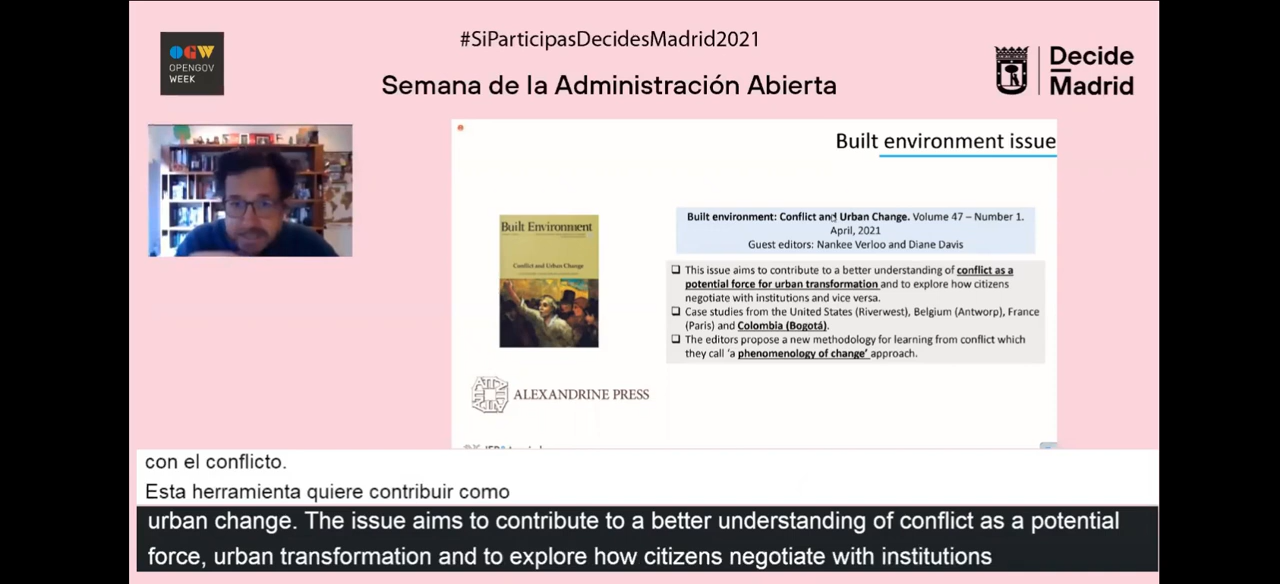 #SiParticipasDecidesMadrid2021
OGW
OPENGOV
WEEK
Semana de la Administración Abierta
Decide
Madrid
Built environment issue
Built Environment
Conflict and Urban Change
Built environment: Conflict and Urban Change. Volume 47 – Number 1.
April, 2021
Guest editors: Nankee Verloo and Diane Davis
❑ This issue aims to contribute to a better understanding of conflict as a
potential force for urban transformation and to explore how citizens
negotiate with institutions and vice versa.
❑ Case studies from the United States (Riverwest), Belgium (Antworp), France
(Paris) and Colombia (Bogotá).
❑ The editors propose a new methodology for learning from conflict which
they call ‘a phenomenology of change’ approach.
ALEXANDRINE PRESS
con el conflicto.
Esta herramienta quiere contribuir como
urban change. The issue aims to contribute to a better understanding of conflict as a potential
force, urban transformation and to explore how citizens negotiate with institutions